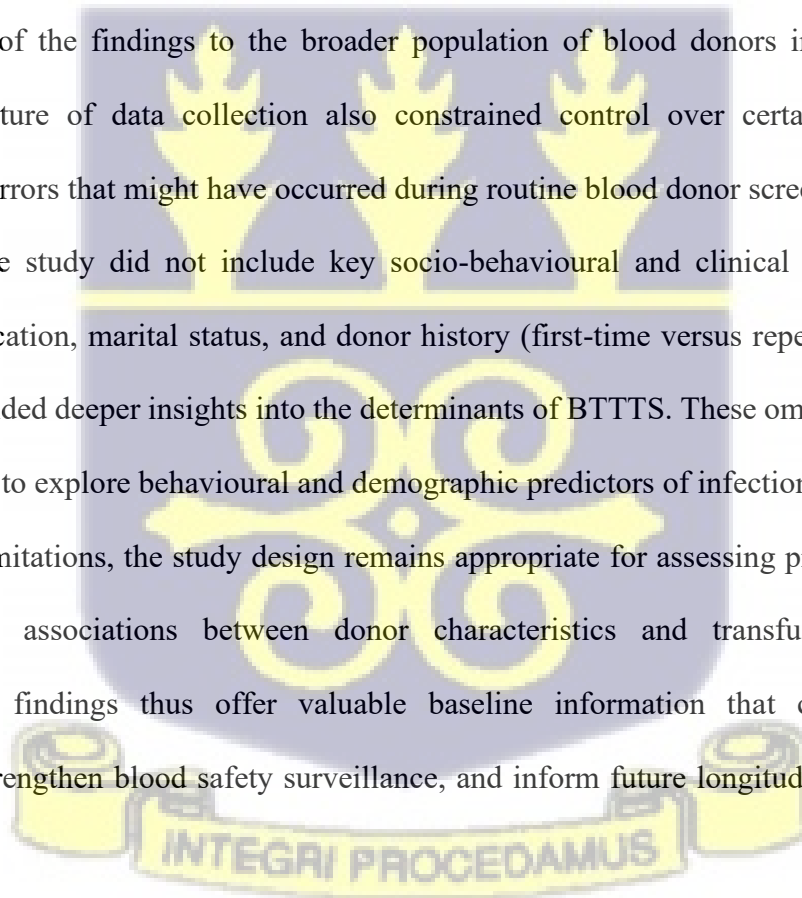 of the findings to the broader population of blood donors i
ture of data collection also constrained control over certa
rrors that might have occurred during routine blood donor scree
e study did not include key socio-behavioural and clinical
cation, marital status, and donor history (first-time versus repe
ded deeper insights into the determinants of BTTTS. These om
to explore behavioural and demographic predictors of infection
mitations, the study design remains appropriate for assessing p
associations between donor characteristics and transfu
findings thus offer valuable baseline information that
rengthen blood safety surveillance, and inform future longitud
INTEGRI PROCEDAMUS